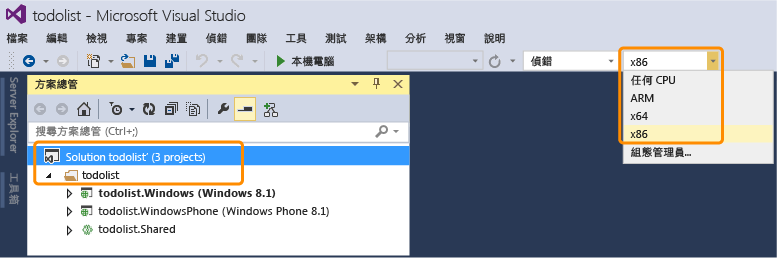 todolist - Microsoft Visual Studio
檔案 編輯 檢視 專案 建置 偵錯 團隊 工具 測試 架構 分析 視窗 說明
本機電腦 偵錯 x86
任何 CPU
ARM
x64
x86
組態管理員...
Server Explorer
工具箱
方案總管
搜尋方案總管 (Ctrl+;)
Solution todolist' (3 projects)
todolist
todolist.Windows (Windows 8.1)
todolist.WindowsPhone (Windows Phone 8.1)
todolist.Shared